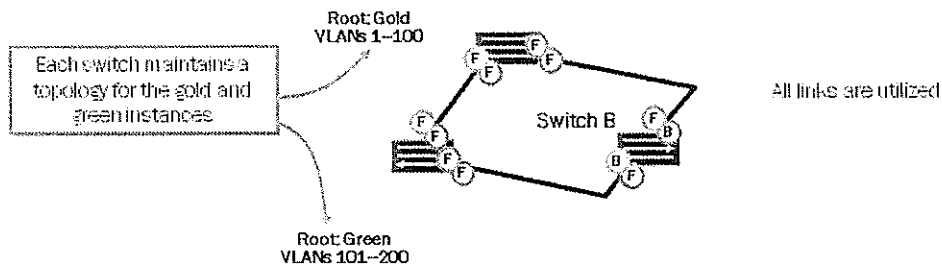 Root: Gold
VLANs 1–100
Each switch maintains a
topology for the gold and
green instances
All links are utilized
Switch B
F
F
F
F
F
F
F
F
F
B
B
F
Root: Green
VLANs 101–200